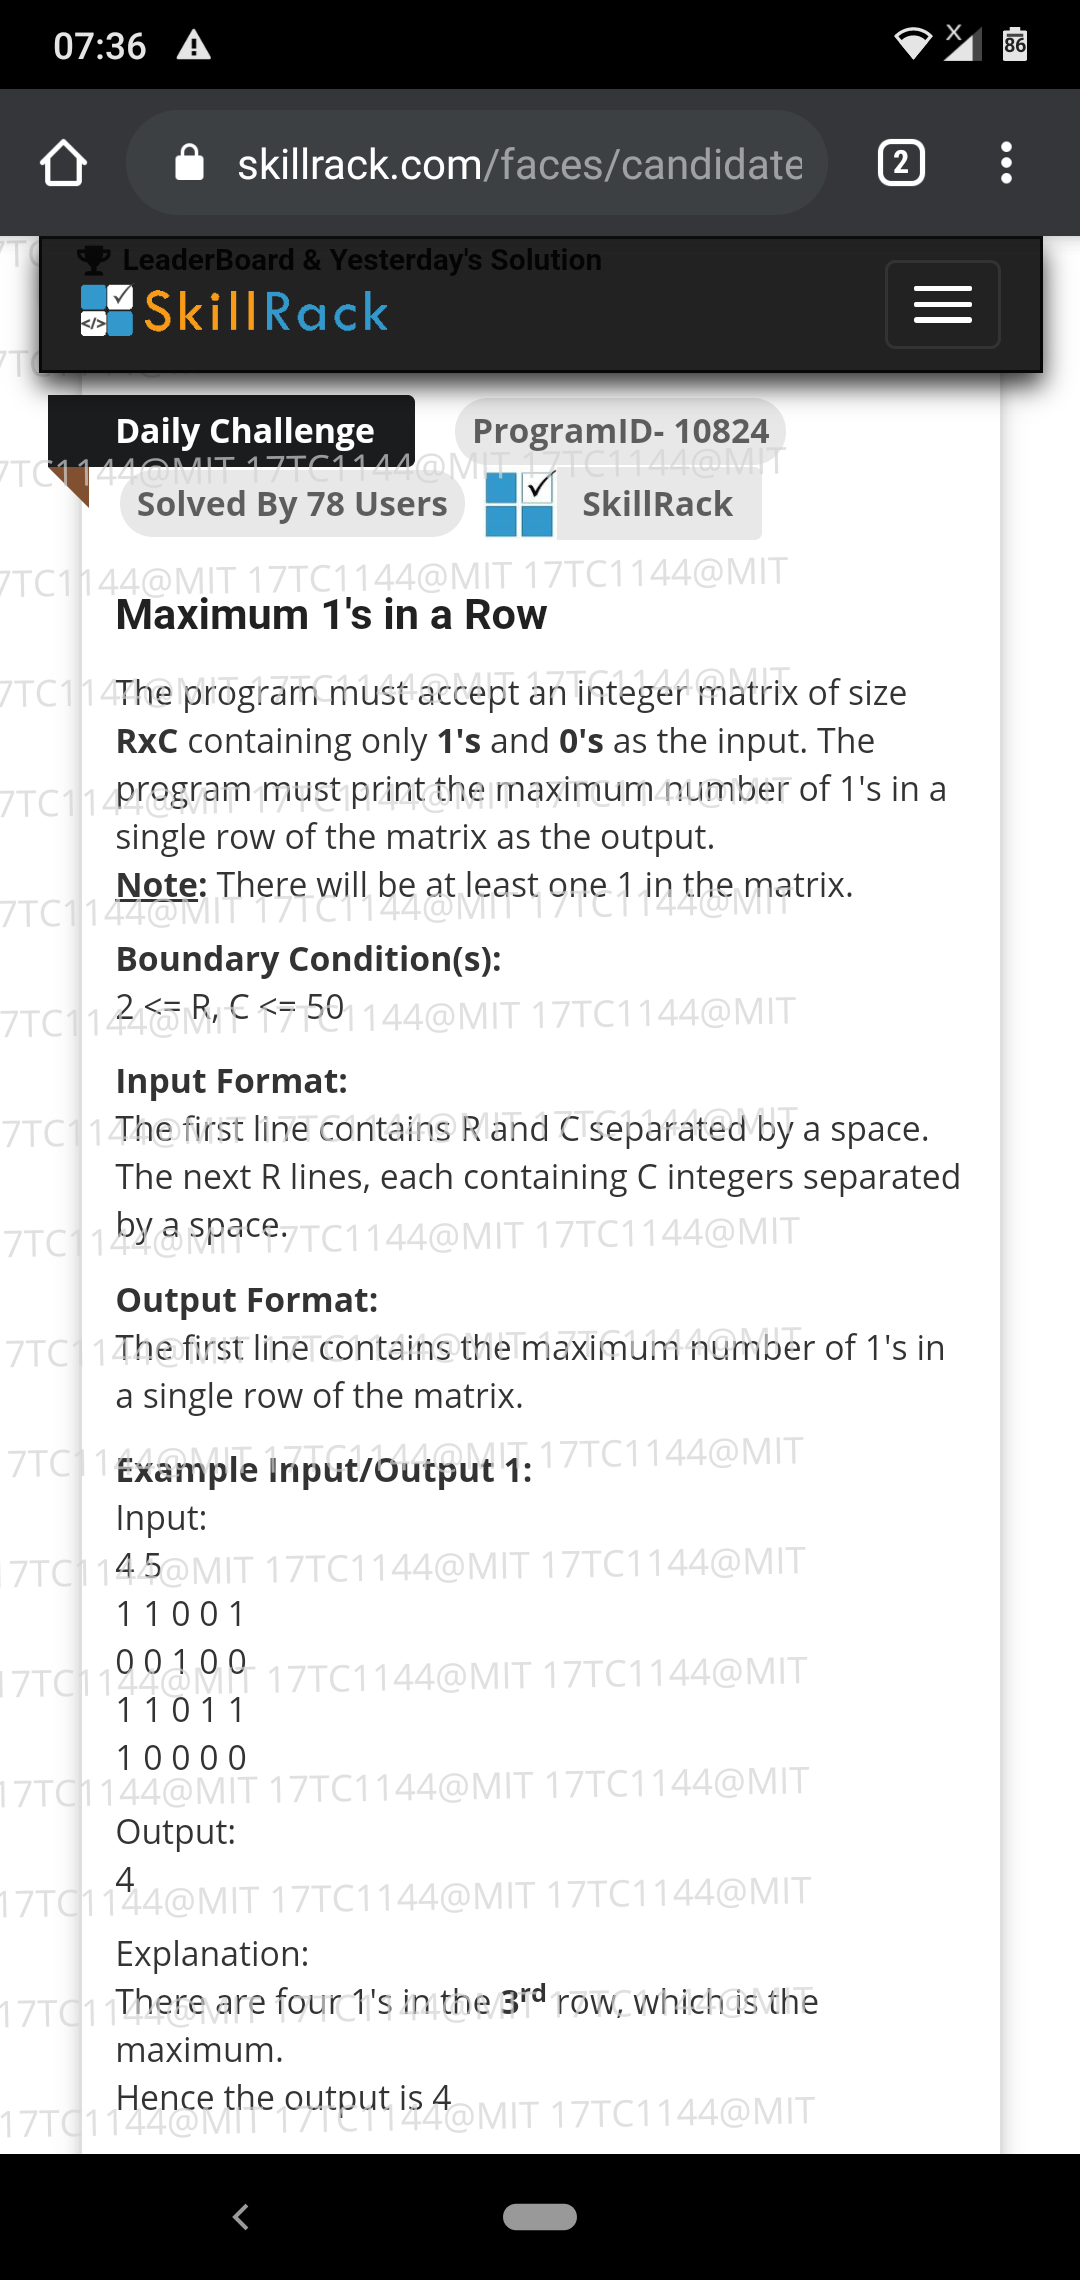 07:36
86
skillrack.com/faces/candidate
2
LeaderBoard & Yesterday's Solution
</> SkillRack
Daily Challenge
ProgramID- 10824
Solved By 78 Users
SkillRack
7TC1144@MIT 17TC1144@MIT 17TC1144@MIT
Maximum 1's in a Row
The program must accept an integer matrix of size
RxC containing only 1's and 0's as the input. The
program must print the maximum number of 1's in a
single row of the matrix as the output.
Note: There will be at least one 1 in the matrix.
Boundary Condition(s):
2 <= R, C <= 50
Input Format:
The first line contains R and C separated by a space.
The next R lines, each containing C integers separated
by a space.
Output Format:
The first line contains the maximum number of 1's in
a single row of the matrix.
Example Input/Output 1:
Input:
4 5
1 1 0 0 1
0 0 1 0 0
1 1 0 1 1
1 0 0 0 0
Output:
4
Explanation:
There are four 1's in the 3rd row, which is the
maximum.
Hence the output is 4